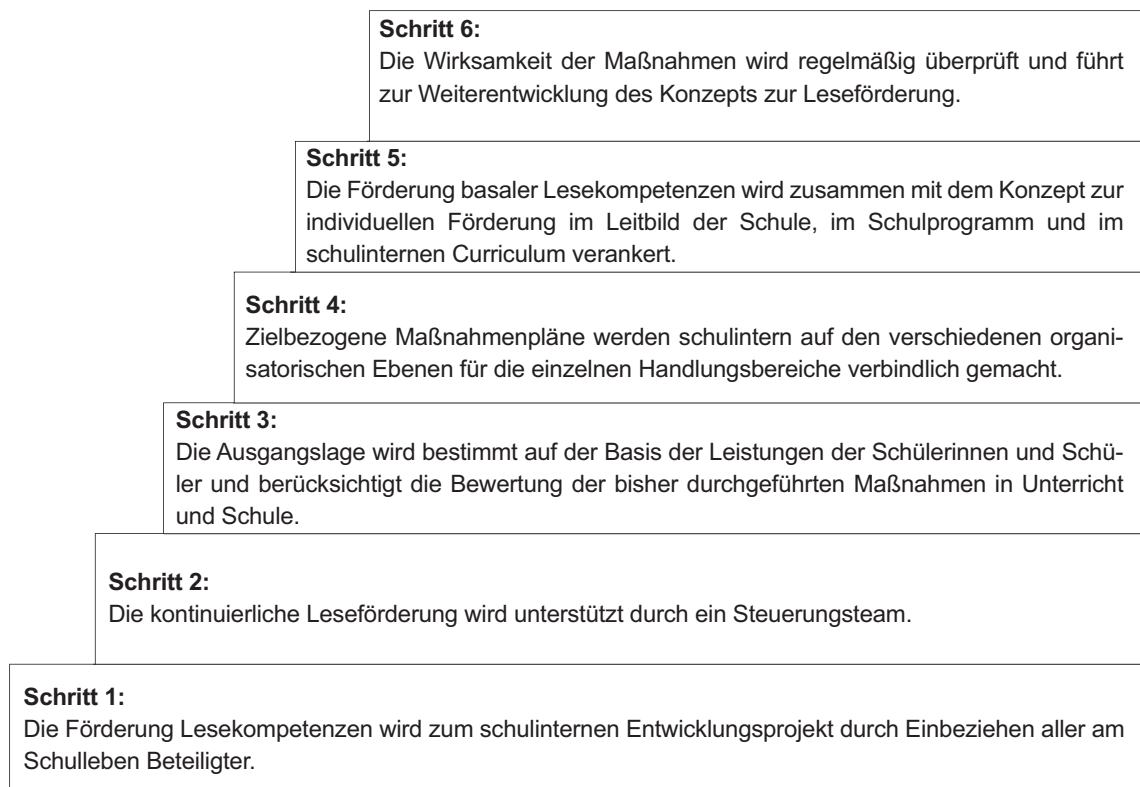 Schritt 6:
Die Wirksamkeit der Maßnahmen wird regelmäßig überprüft und führt
zur Weiterentwicklung des Konzepts zur Leseförderung.
Schritt 5:
Die Förderung basaler Lesekompetenzen wird zusammen mit dem Konzept zur
individuellen Förderung im Leitbild der Schule, im Schulprogramm und im
schulinternen Curriculum verankert.
Schritt 4:
Zielbezogene Maßnahmenpläne werden schulintern auf den verschiedenen organi-
satorischen Ebenen für die einzelnen Handlungsbereiche verbindlich gemacht.
Schritt 3:
Die Ausgangslage wird bestimmt auf der Basis der Leistungen der Schülerinnen und Schü-
ler und berücksichtigt die Bewertung der bisher durchgeführten Maßnahmen in Unterricht
und Schule.
Schritt 2:
Die kontinuierliche Leseförderung wird unterstützt durch ein Steuerungsteam.
Schritt 1:
Die Förderung Lesekompetenzen wird zum schulinternen Entwicklungsprojekt durch Einbeziehen aller am
Schulleben Beteiligter.